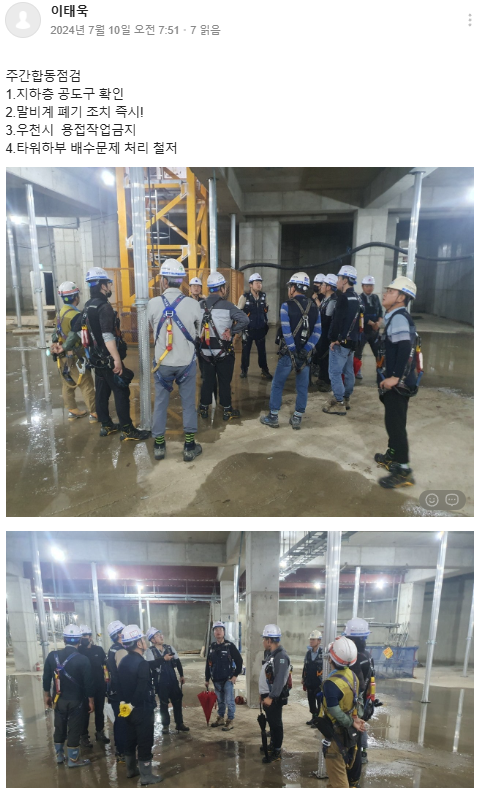 이태욱
2024년 7월 10일 오전 7:51 · 7 읽음
주간합동점검
1.지하층 공도구 확인
2.말비계 폐기 조치 즉시!
3.우천시  용접작업금지
4.타워하부 배수문제 처리 철저